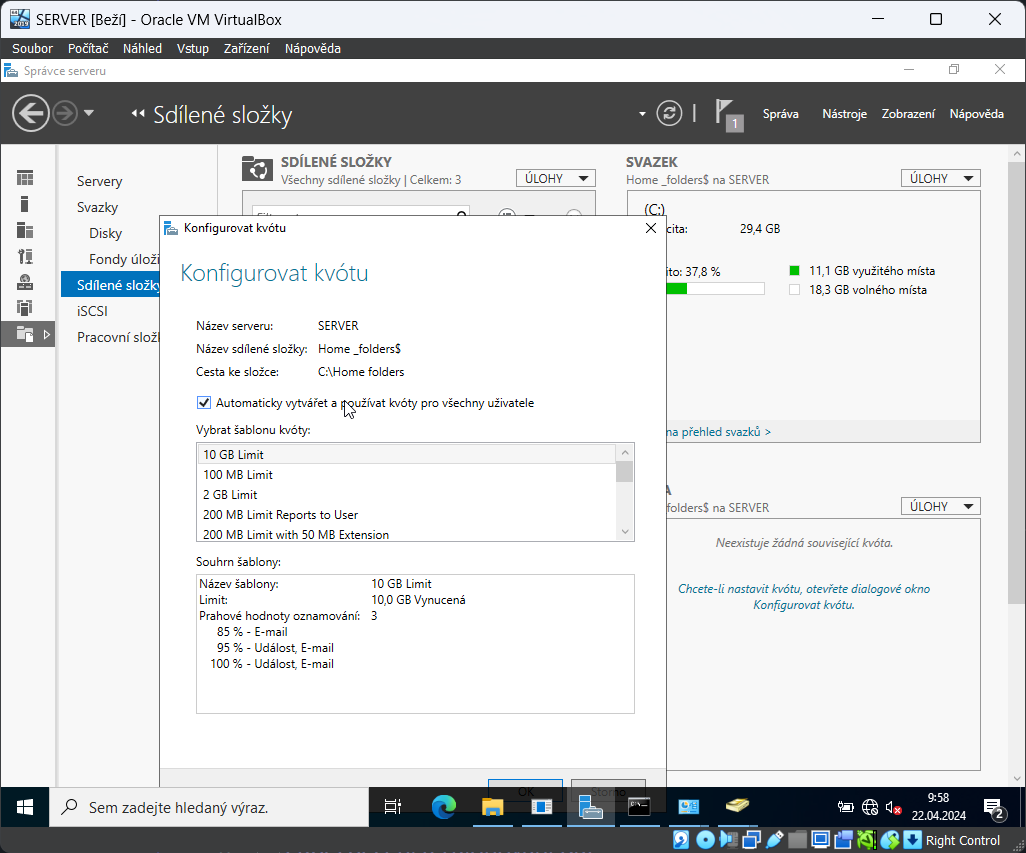 SERVER [Beží] - Oracle VM VirtualBox
Soubor Počítač Náhled Vstup Zařízení Nápověda
Správce serveru
Sdílené složky
1
Správa Nástroje Zobrazení Nápověda
Servery
Svazky
Disky
Fondy úloži
Sdílené složky
iSCSI
Pracovní slož
SDÍLENÉ SLOŽKY
Všechny sdílené složky | Celkem: 3
ÚLOHY
SVAZEK
Home _folders$ na SERVER
ÚLOHY
(C:)
cita: 29,4 GB
ito: 37,8 %
11,1 GB využitého místa
18,3 GB volného místa
na přehled svazků >
A
folders$ na SERVER
ÚLOHY
Neexistuje žádná související kvóta.
Chcete-li nastavit kvótu, otevřete dialogové okno
Konfigurovat kvótu.
Konfigurovat kvótu
Konfigurovat kvótu
Název serveru: SERVER
Název sdílené složky: Home _folders$
Cesta ke složce: C:\Home folders
Automaticky vytvářet a používat kvóty pro všechny uživatele
Vybrat šablonu kvóty:
10 GB Limit
100 MB Limit
2 GB Limit
200 MB Limit Reports to User
200 MB Limit with 50 MB Extension
Souhrn šablony:
Název šablony: 10 GB Limit
Limit: 10,0 GB Vynucená
Prahové hodnoty oznamování: 3
85 % - E-mail
95 % - Událost, E-mail
100 % - Událost, E-mail
OK Storno
Sem zadejte hledaný výraz.
9:58
22.04.2024
2
Right Control